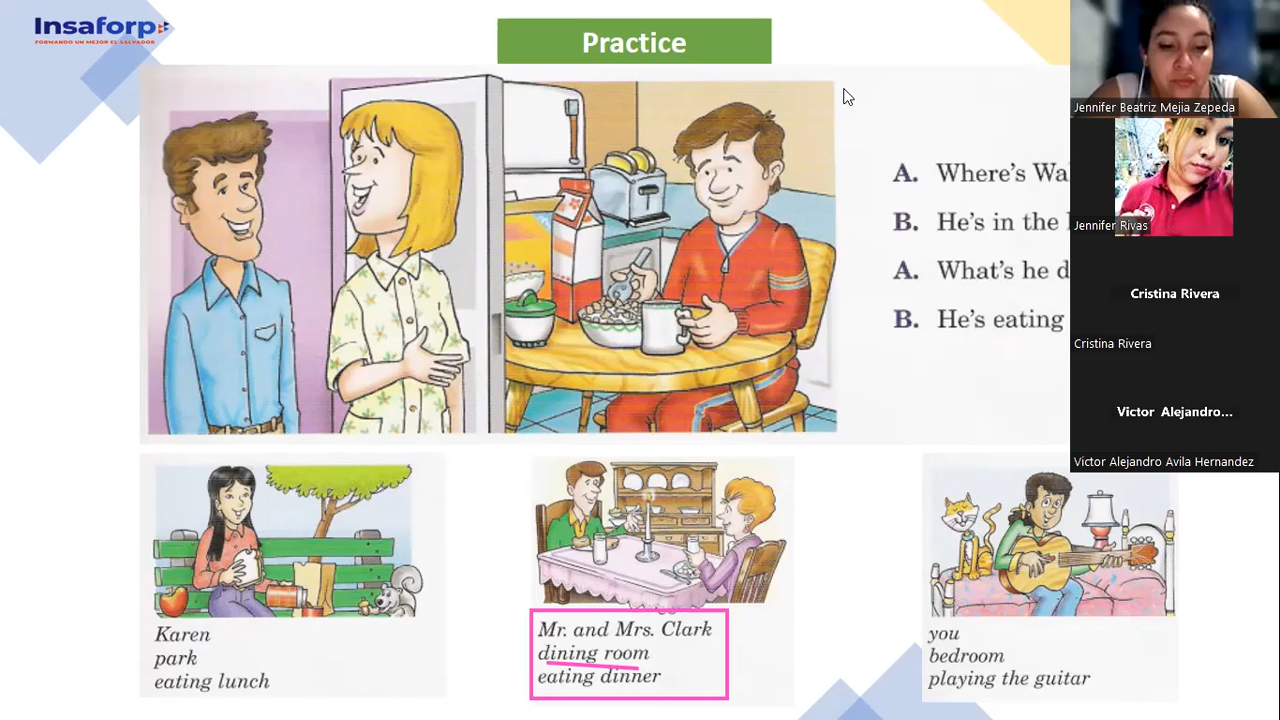 Insaforp
FORMANDO UN MEJOR EL SALVADOR
Practice
A. Where's
B. He's in the
A. What's he
B. He's eating
Karen
park
eating lunch
Mr. and Mrs. Clark
dining room
eating dinner
you
bedroom
playing the guitar
Jennifer Beatriz Mejia Zepeda
Jennifer Rivas
Cristina Rivera
Cristina Rivera
Victor Alejandro...
Victor Alejandro Avila Hernandez